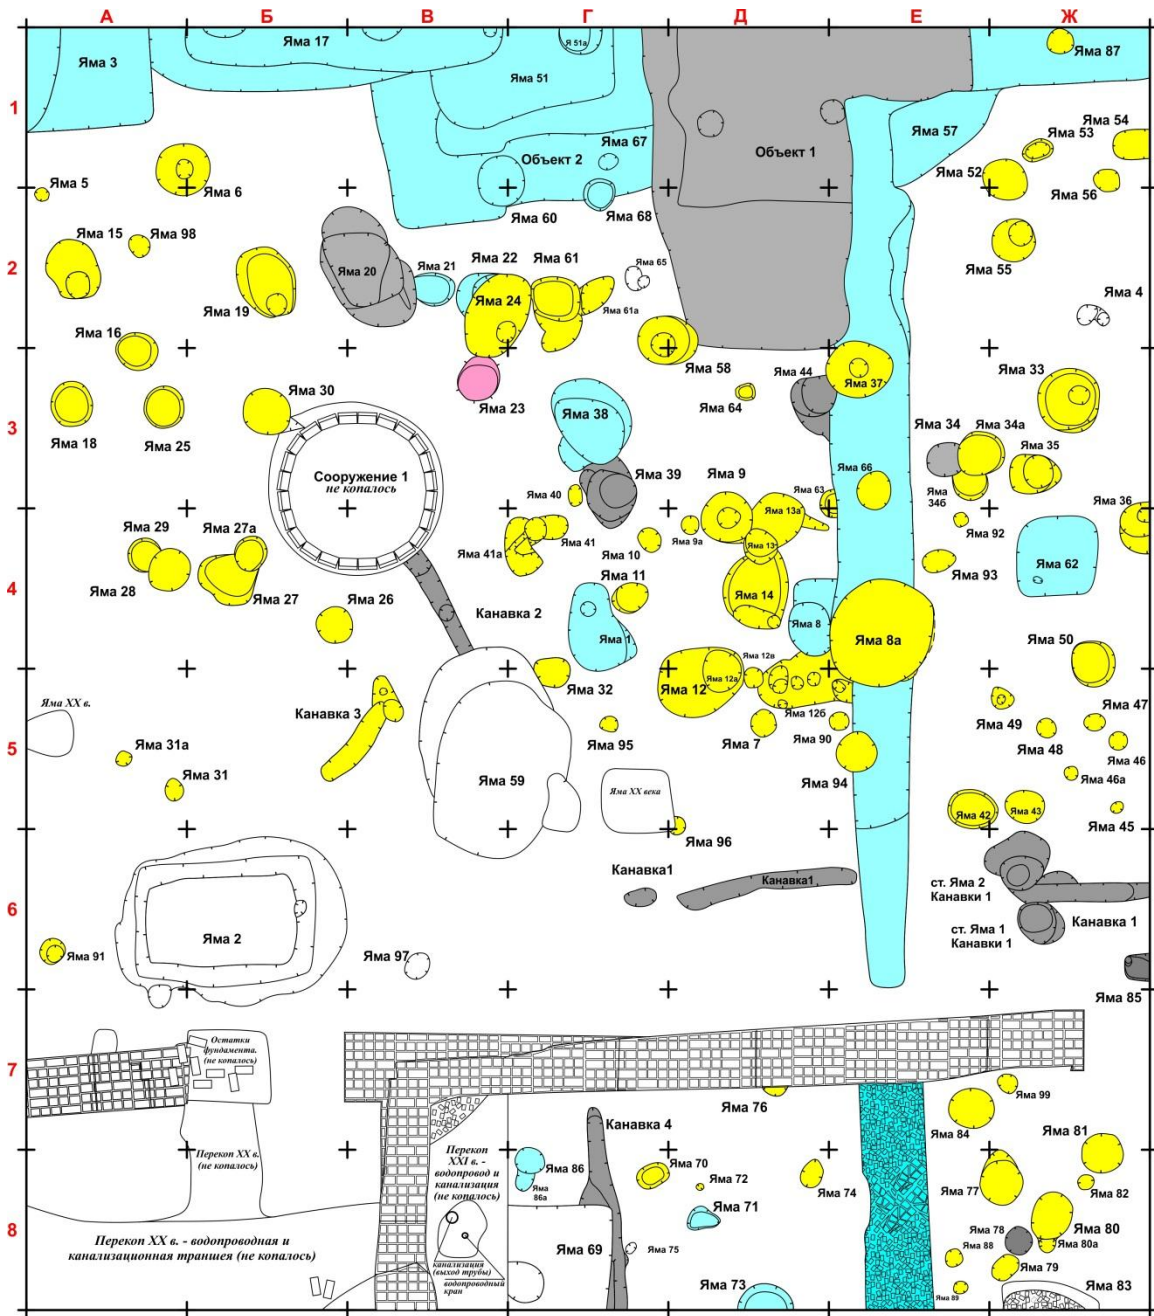 А Б В Г Д Е Ж
Яма 3
Яма 17
Я 51а
Яма 87
Яма 51
1
Яма 67
Яма 57
Яма 53
Яма 54
Объект 2
Объект 1
Яма 5
Яма 6
Яма 52
Яма 56
Яма 60
Яма 68
Яма 15
Яма 98
2
Яма 20
Яма 21
Яма 22
Яма 61
Яма 65
Яма 55
Яма 19
Яма 24
Яма 61а
Яма 4
Яма 16
Яма 58
Яма 23
Яма 44
Яма 37
Яма 33
Яма 30
Яма 64
Яма 38
3
Яма 18
Яма 25
Яма 34
Яма 34а
Яма 35
Сооружение 1
не копалось
Яма 39
Яма 9
Яма 66
Яма 40
Яма 63
Яма
34б
Яма 36
Яма 29
Яма 27а
Яма 41а
Яма 41
Яма 10
Яма 9а
Яма 13а
Яма 13
Яма 92
Яма 62
4
Яма 28
Яма 27
Яма 26
Яма 11
Яма 14
Яма 93
Канавка 2
Яма 1
Яма 8
Яма 8а
Яма 50
Яма 12в
Яма ХХ в.
Канавка 3
Яма 32
Яма 12
Яма 12а
Яма 12б
Яма 49
Яма 47
5
Яма 31а
Яма 95
Яма 7
Яма 90
Яма 48
Яма 46
Яма 31
Яма 59
Яма 94
Яма 46а
Яма ХХ века
Яма 42
Яма 43
Яма 45
Яма 96
Канавка1
Канавка1
6
ст. Яма 2
Канавки 1
Яма 2
ст. Яма 1
Канавки 1
Канавка 1
Яма 91
Яма 97
Яма 85
Остатки
фундамента.
(не копалось)
7
Яма 76
Яма 99
Канавка 4
Яма 84
Яма 81
Перекоп ХХ в.
(не копалось)
Перекоп
XXI в. -
водопровод и
канализация
(не копалось)
Яма 86
Яма
86а
Яма 70
Яма 72
Яма 74
Яма 77
Яма 82
Яма 71
8
Яма 78
Яма 80
Перекоп ХХ в. - водопроводная и
канализационная траншея (не копалось)
Яма 69
Яма 75
Яма 88
Яма 80а
канализация
(выход трубы)
водопроводный
кран
Яма 79
Яма 73
Яма 89
Яма 83